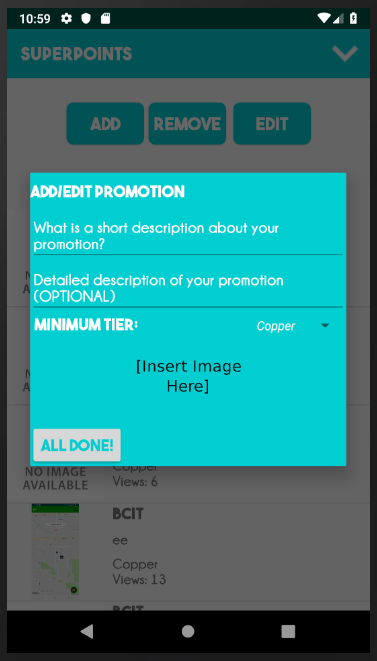 10:59
SUPERPOINTS
ADD REMOVE EDIT
ADD/EDIT PROMOTION
What is a short description about your
promotion?
Detailed description of your promotion
(OPTIONAL)
MINIMUM TIER: Copper
[Insert Image
Here]
ALL DONE!
NO IMAGE
AVAILABLE
Copper
Views: 6
BCIT
ee
Copper
Views: 13
BCIT